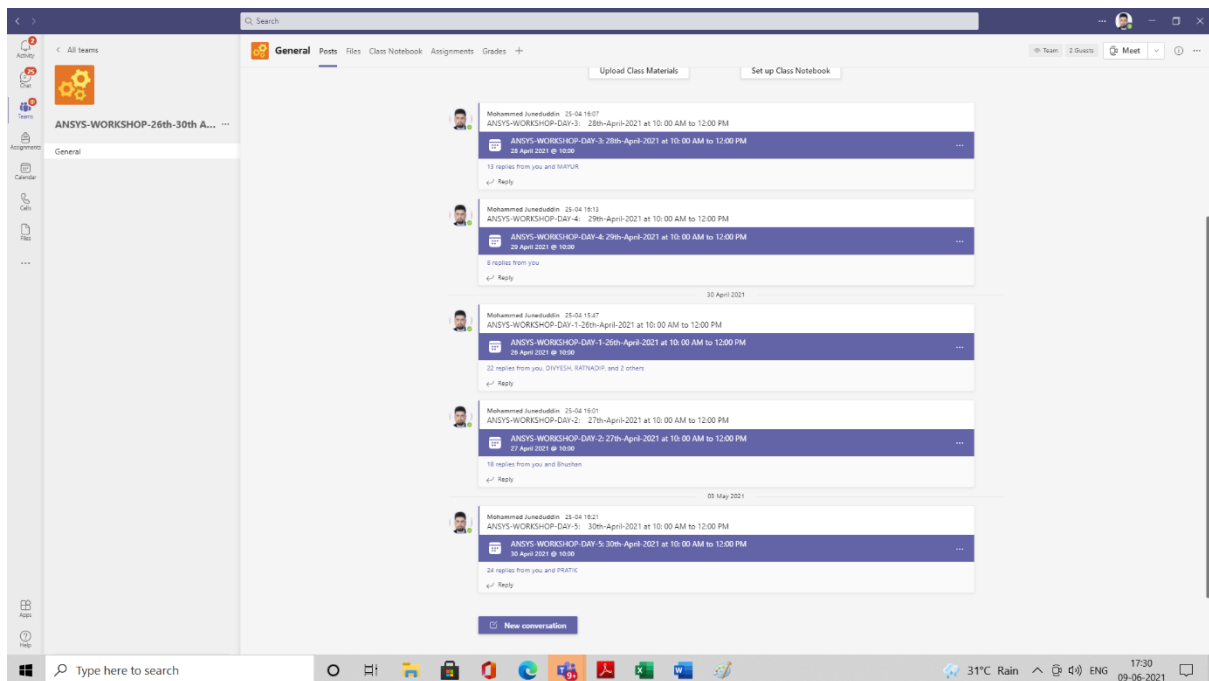 Search
2
Activity
< All teams
General Posts Files Class Notebook Assignments Grades +
Team 2 Guests Meet
25
Chat
Upload Class Materials Set up Class Notebook
Teams
ANSYS-WORKSHOP-26th-30th A... ...
Assignments
General
Calendar
Calls
Files
...
Mohammed Juneduddin 25-04 16:07
ANSYS-WORKSHOP-DAY-3: 28th-April-2021 at 10: 00 AM to 12:00 PM
ANSYS-WORKSHOP-DAY-3: 28th-April-2021 at 10: 00 AM to 12:00 PM
28 April 2021 @ 10:00
13 replies from you and MAYUR
Reply
Mohammed Juneduddin 25-04 16:13
ANSYS-WORKSHOP-DAY-4: 29th-April-2021 at 10: 00 AM to 12:00 PM
ANSYS-WORKSHOP-DAY-4: 29th-April-2021 at 10: 00 AM to 12:00 PM
29 April 2021 @ 10:00
8 replies from you
Reply
30 April 2021
Mohammed Juneduddin 25-04 15:47
ANSYS-WORKSHOP-DAY-1-26th-April-2021 at 10: 00 AM to 12:00 PM
ANSYS-WORKSHOP-DAY-1-26th-April-2021 at 10: 00 AM to 12:00 PM
26 April 2021 @ 10:00
22 replies from you, DIVYESH, RATNADIP, and 2 others
Reply
Mohammed Juneduddin 25-04 16:01
ANSYS-WORKSHOP-DAY-2: 27th-April-2021 at 10: 00 AM to 12:00 PM
ANSYS-WORKSHOP-DAY-2: 27th-April-2021 at 10: 00 AM to 12:00 PM
27 April 2021 @ 10:00
18 replies from you and Bhushan
Reply
03 May 2021
Mohammed Juneduddin 25-04 16:21
ANSYS-WORKSHOP-DAY-5: 30th-April-2021 at 10: 00 AM to 12:00 PM
ANSYS-WORKSHOP-DAY-5: 30th-April-2021 at 10: 00 AM to 12:00 PM
30 April 2021 @ 10:00
24 replies from you and PRATIK
Reply
New conversation
Apps
Help
Type here to search
9+
31°C Rain ENG 17:30
09-06-2021